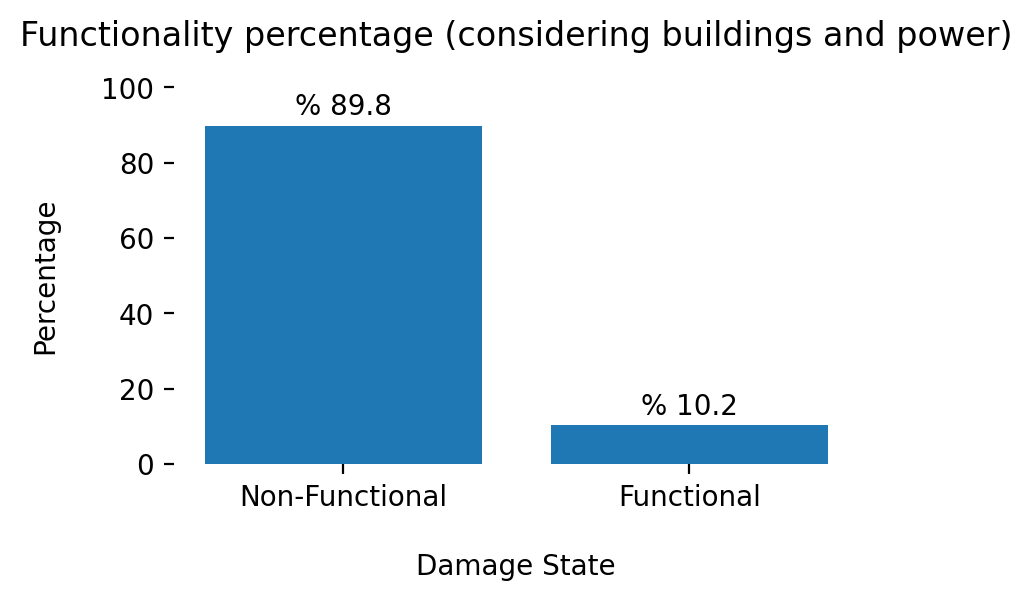 Functionality percentage (considering buildings and power)
100
80
60
40
20
0
Percentage
% 89.8
% 10.2
Non-Functional
Functional
Damage State